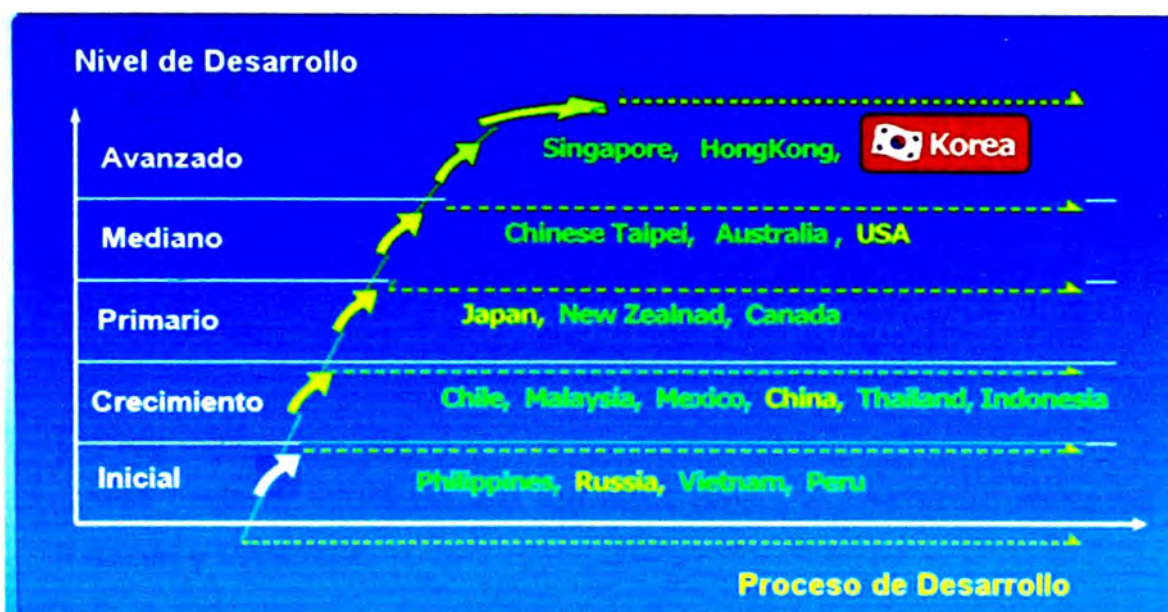 Nivel de Desarrollo
Avanzado
Singapore, HongKong, Korea
Mediano
Chinese Taipei, Australia , USA
Primario
Japan, New Zealnad, Canada
Crecimiento
Chile, Malaysia, Mexico, China, Thailand, Indonesia
Inicial
Philippines, Russia, Vietnam, Peru
Proceso de Desarrollo